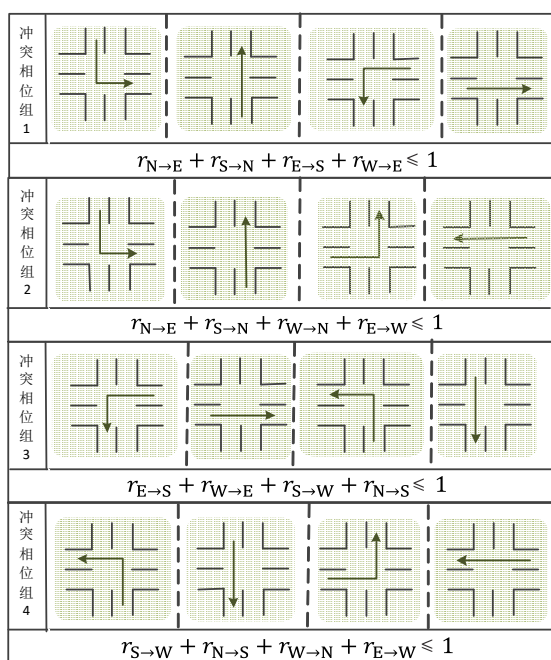 冲突相位组1
r_{N→E} + r_{S→N} + r_{E→S} + r_{W→E} ⩽ 1
冲突相位组2
r_{N→E} + r_{S→N} + r_{W→N} + r_{E→W} ⩽ 1
冲突相位组3
r_{E→S} + r_{W→E} + r_{S→W} + r_{N→S} ⩽ 1
冲突相位组4
r_{S→W} + r_{N→S} + r_{W→N} + r_{E→W} ⩽ 1